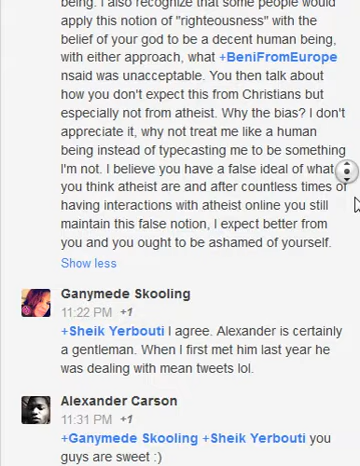 being. I also recognize that some people would
apply this notion of "righteousness" with the
belief of your god to be a decent human being,
with either approach, what +BeniFromEurope
nsaid was unacceptable. You then talk about
how you don't expect this from Christians but
especially not from atheist. Why the bias? I don't
appreciate it, why not treat me like a human
being instead of typecasting me to be something
I'm not. I believe you have a false ideal of what
you think atheist are and after countless times of
having interactions with atheist online you still
maintain this false notion, I expect better from
you and you ought to be ashamed of yourself.
Show less
Ganymede Skooling
11:22 PM +1
+Sheik Yerbouti I agree. Alexander is certainly
a gentleman. When I first met him last year he
was dealing with mean tweets lol.
Alexander Carson
11:31 PM +1
+Ganymede Skooling +Sheik Yerbouti you
guys are sweet :)